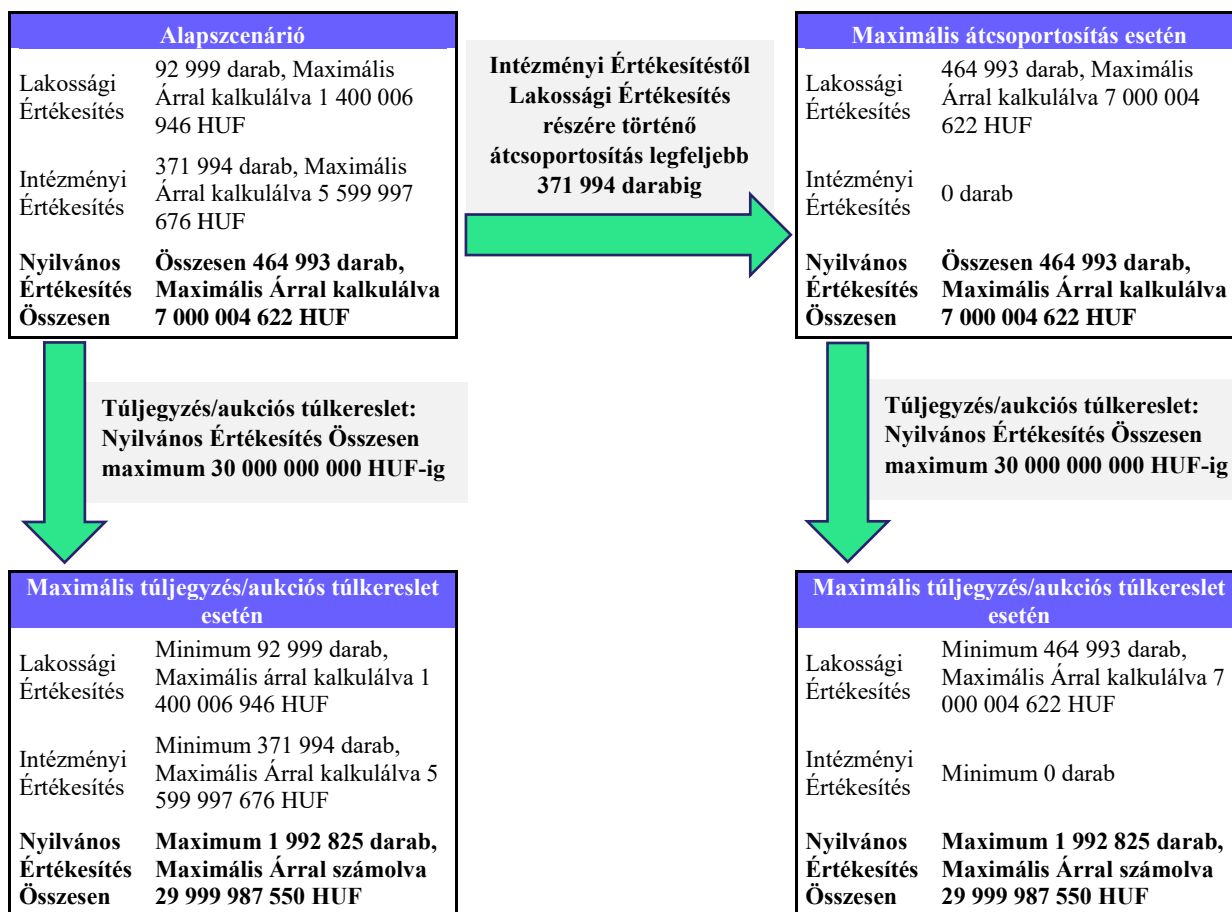 Alapszcenárió
Lakossági
Értékesítés
92 999 darab, Maximális
Árral kalkulálva 1 400 006
946 HUF
Intézményi
Értékesítés
371 994 darab, Maximális
Árral kalkulálva 5 599 997
676 HUF
Nyilvános
Értékesítés
Összesen
Összesen 464 993 darab,
Maximális Árral kalkulálva
7 000 004 622 HUF
Intézményi Értékesítéstől
Lakossági Értékesítés
részére történő
átcsoportosítás legfeljebb
371 994 darabig
Maximális átcsoportosítás esetén
Lakossági
Értékesítés
464 993 darab, Maximális
Árral kalkulálva 7 000 004
622 HUF
Intézményi
Értékesítés
0 darab
Nyilvános
Értékesítés
Összesen
Összesen 464 993 darab,
Maximális Árral kalkulálva
7 000 004 622 HUF
Túljegyzés/aukciós túlkereslet:
Nyilvános Értékesítés Összesen
maximum 30 000 000 000 HUF-ig
Túljegyzés/aukciós túlkereslet:
Nyilvános Értékesítés Összesen
maximum 30 000 000 000 HUF-ig
Maximális túljegyzés/aukciós túlkereslet
esetén
Lakossági
Értékesítés
Minimum 92 999 darab,
Maximális árral kalkulálva 1
400 006 946 HUF
Intézményi
Értékesítés
Minimum 371 994 darab,
Maximális Árral kalkulálva 5
599 997 676 HUF
Nyilvános
Értékesítés
Összesen
Maximum 1 992 825 darab,
Maximális Árral számolva
29 999 987 550 HUF
Maximális túljegyzés/aukciós túlkereslet
esetén
Lakossági
Értékesítés
Minimum 464 993 darab,
Maximális Árral kalkulálva 7
000 004 622 HUF
Intézményi
Értékesítés
Minimum 0 darab
Nyilvános
Értékesítés
Összesen
Maximum 1 992 825 darab,
Maximális Árral számolva
29 999 987 550 HUF